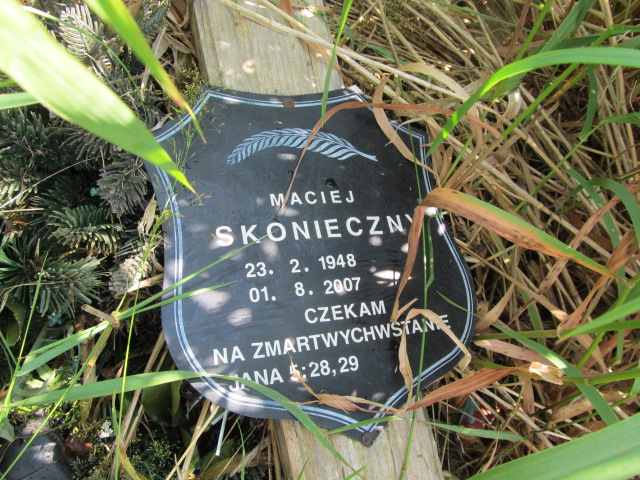 MACIEJ
SKONIECZNY
23. 2. 1948
01. 8. 2007
CZEKAM
NA ZMARTWYCHWSTANIE
JANA 5:28,29